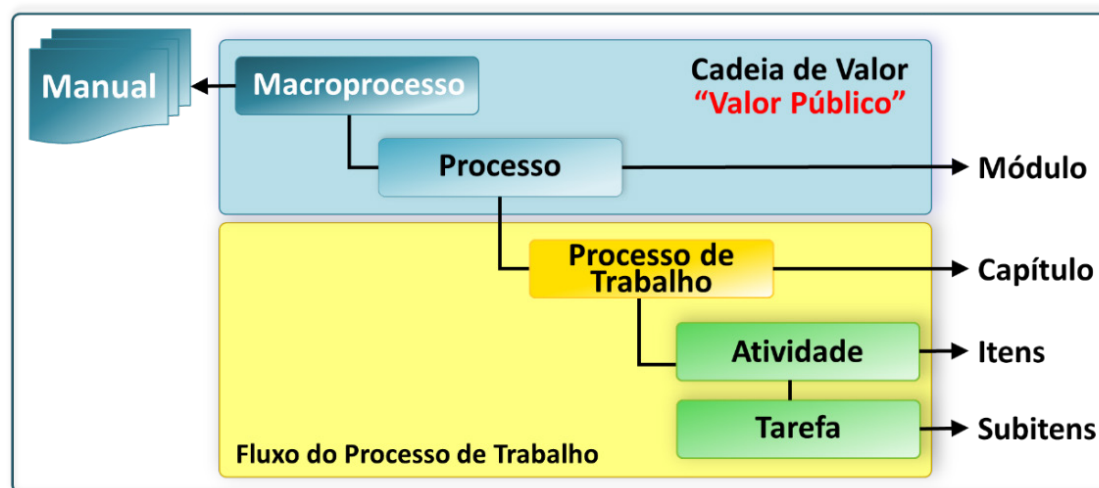 Manual
Macroprocesso
Cadeia de Valor
“Valor Público”
Processo
Módulo
Processo de
Trabalho
Capítulo
Atividade
Itens
Tarefa
Subitens
Fluxo do Processo de Trabalho